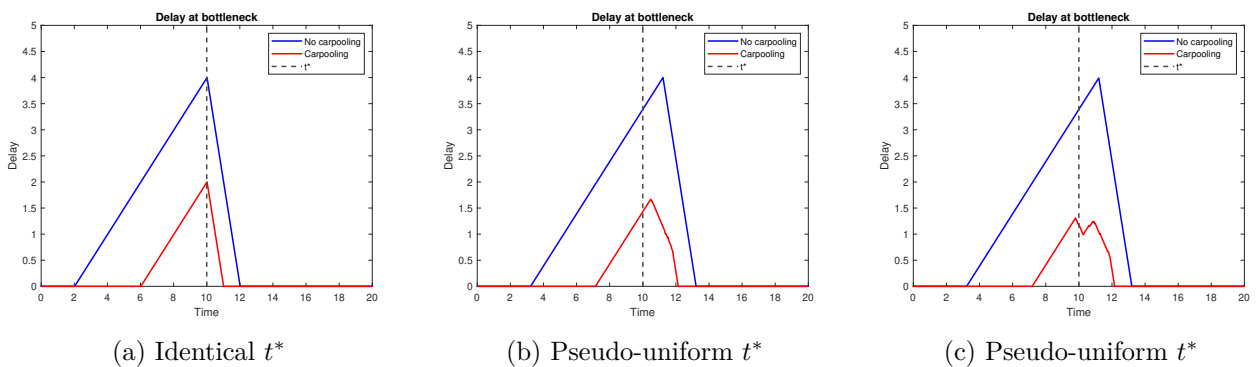 Delay at bottleneck
5
4.5
4
3.5
3
2.5
2
1.5
1
0.5
0
Delay
0 2 4 6 8 10 12 14 16 18 20
Time
No carpooling
Carpooling
t*
(a) Identical t*
Delay at bottleneck
5
4.5
4
3.5
3
2.5
2
1.5
1
0.5
0
Delay
0 2 4 6 8 10 12 14 16 18 20
Time
No carpooling
Carpooling
t*
(b) Pseudo-uniform t*
Delay at bottleneck
5
4.5
4
3.5
3
2.5
2
1.5
1
0.5
0
Delay
0 2 4 6 8 10 12 14 16 18 20
Time
No carpooling
Carpooling
t*
(c) Pseudo-uniform t*